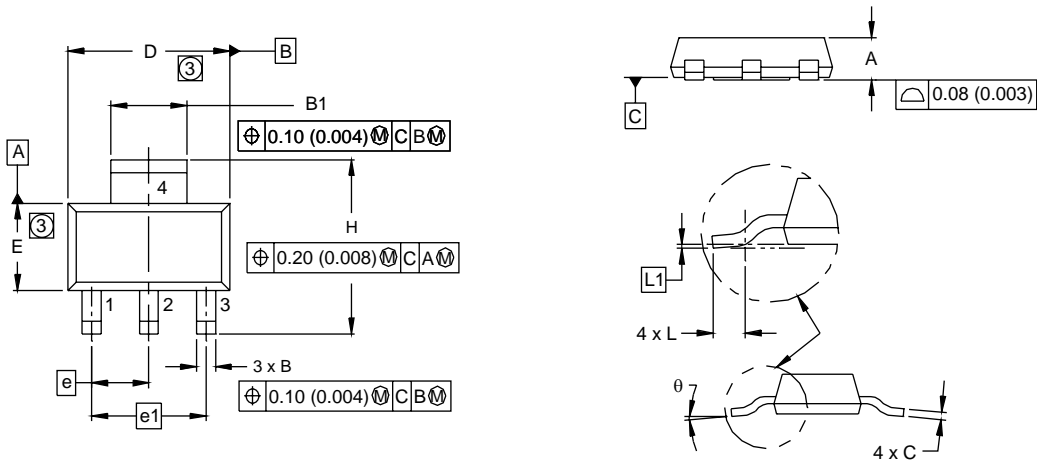 D
B
3
B1
⌖ 0.10 (0.004) Ⓜ C B Ⓜ
A
4
3
E
H
⌖ 0.20 (0.008) Ⓜ C A Ⓜ
1
2
3
3 x B
e
⌖ 0.10 (0.004) Ⓜ C B Ⓜ
e1
A
C
⌓ 0.08 (0.003)
L1
4 x L
θ
4 x C